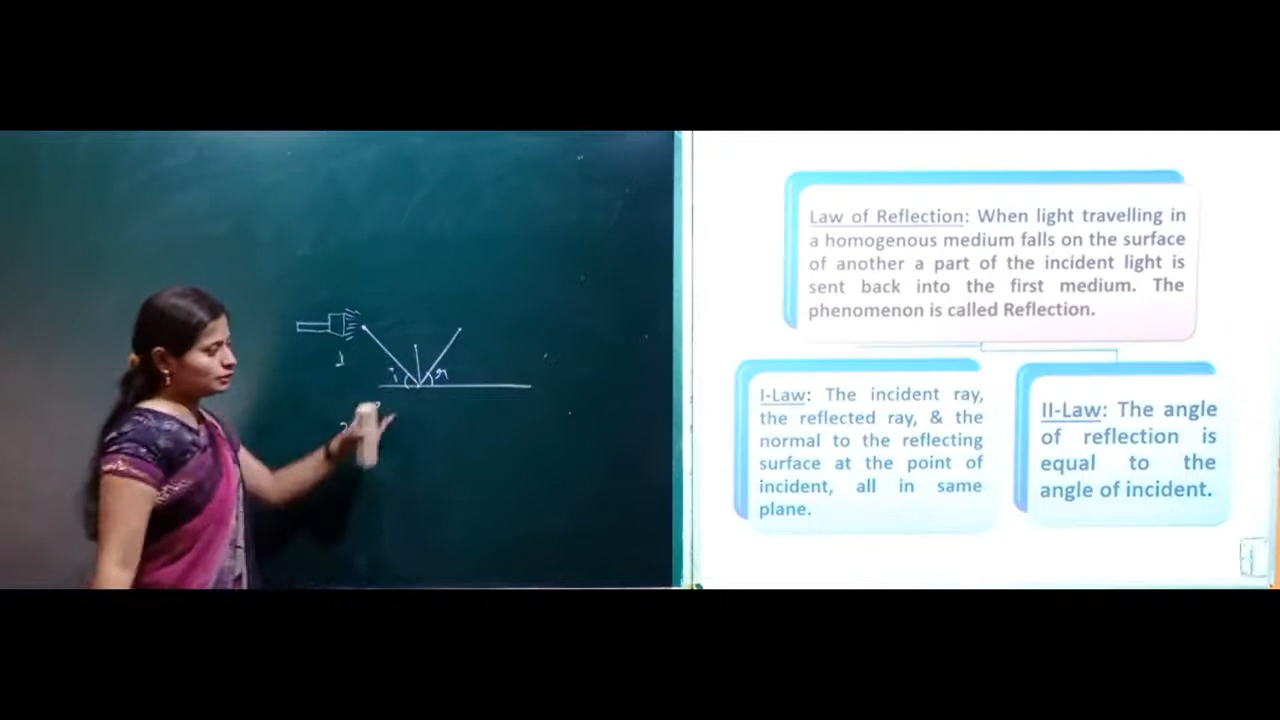 1
i
r
Law of Reflection: When light travelling in
a homogenous medium falls on the surface
of another a part of the incident light is
sent back into the first medium. The
phenomenon is called Reflection.
I-Law: The incident ray,
the reflected ray, & the
normal to the reflecting
surface at the point of
incident, all in same
plane.
II-Law: The angle
of reflection is
equal to the
angle of incident.